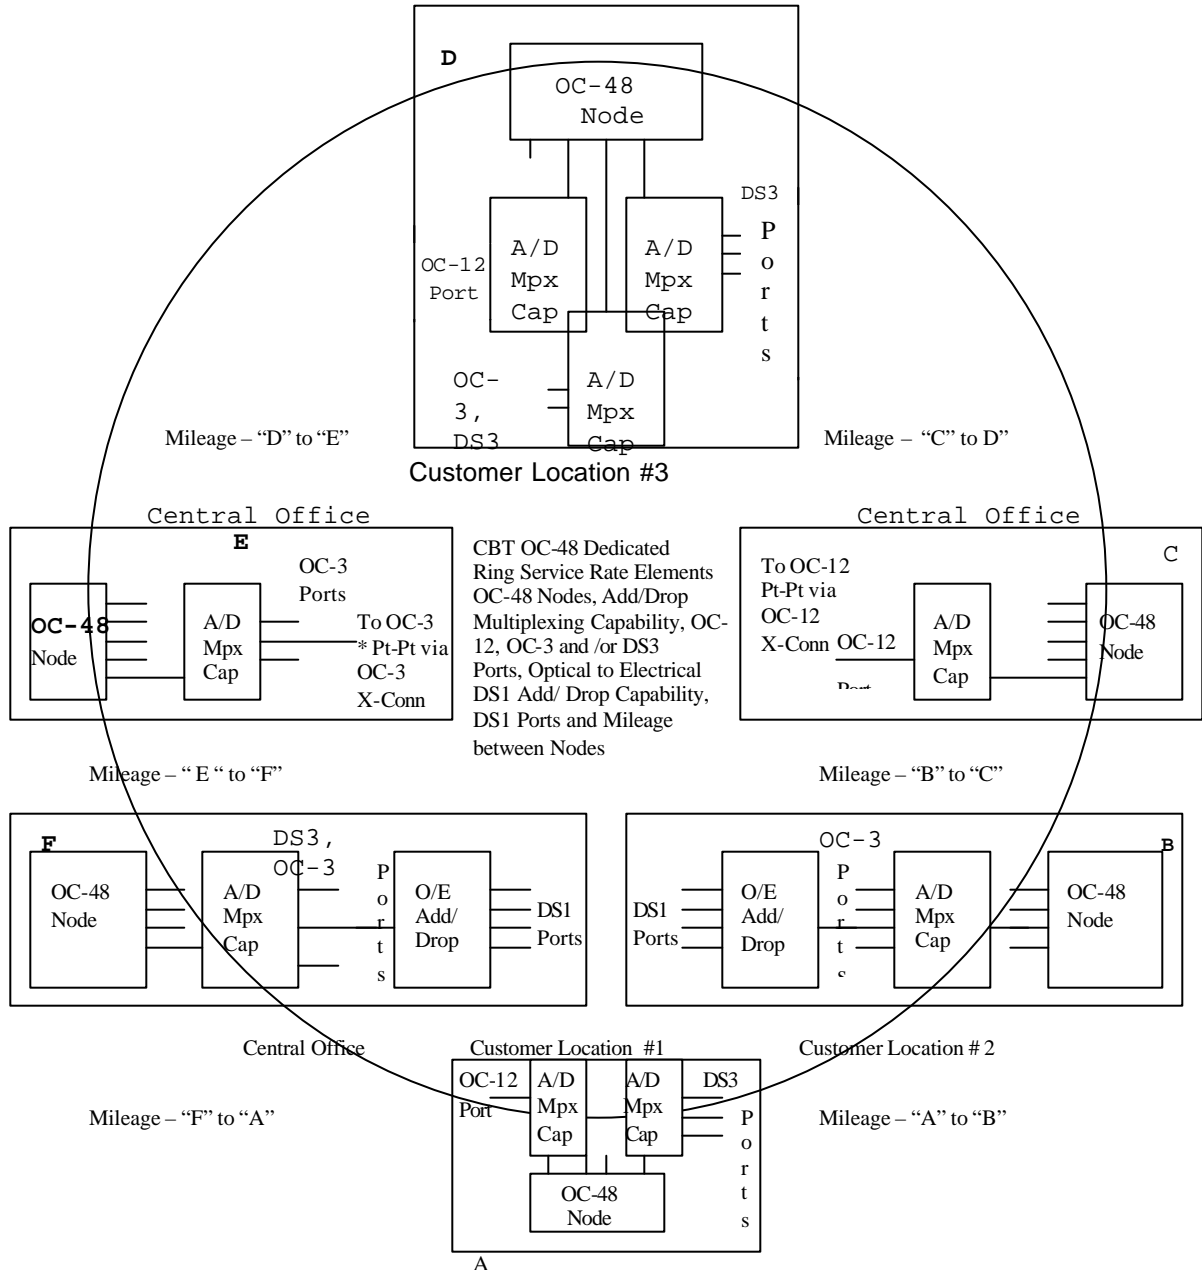 D
OC-48
Node
DS3
P
o
r
t
s
OC-12
Port
A/D
Mpx
Cap
A/D
Mpx
Cap
OC-
3,
DS3
A/D
Mpx
Cap
Mileage – “D” to “E”
Mileage – “C” to D”
Customer Location #3
Central Office
E
OC-48
Node
A/D
Mpx
Cap
OC-3
Ports
To OC-3
* Pt-Pt via
OC-3
X-Conn
CBT OC-48 Dedicated
Ring Service Rate Elements
OC-48 Nodes, Add/Drop
Multiplexing Capability, OC-
12, OC-3 and /or DS3
Ports, Optical to Electrical
DS1 Add/ Drop Capability,
DS1 Ports and Mileage
between Nodes
Central Office
C
To OC-12
Pt-Pt via
OC-12
X-Conn
OC-12
Port
A/D
Mpx
Cap
OC-48
Node
Mileage – “ E “ to “F”
Mileage – “B” to “C”
F
OC-48
Node
A/D
Mpx
Cap
DS3,
OC-3
P
o
r
t
s
O/E
Add/
Drop
DS1
Ports
DS1
Ports
O/E
Add/
Drop
OC-3
P
o
r
t
s
A/D
Mpx
Cap
B
OC-48
Node
Central Office
Customer Location #1
Customer Location # 2
OC-12
Port
A/D
Mpx
Cap
A/D
Mpx
Cap
DS3
P
o
r
t
s
OC-48
Node
A
Mileage – “F” to “A”
Mileage – “A” to “B”